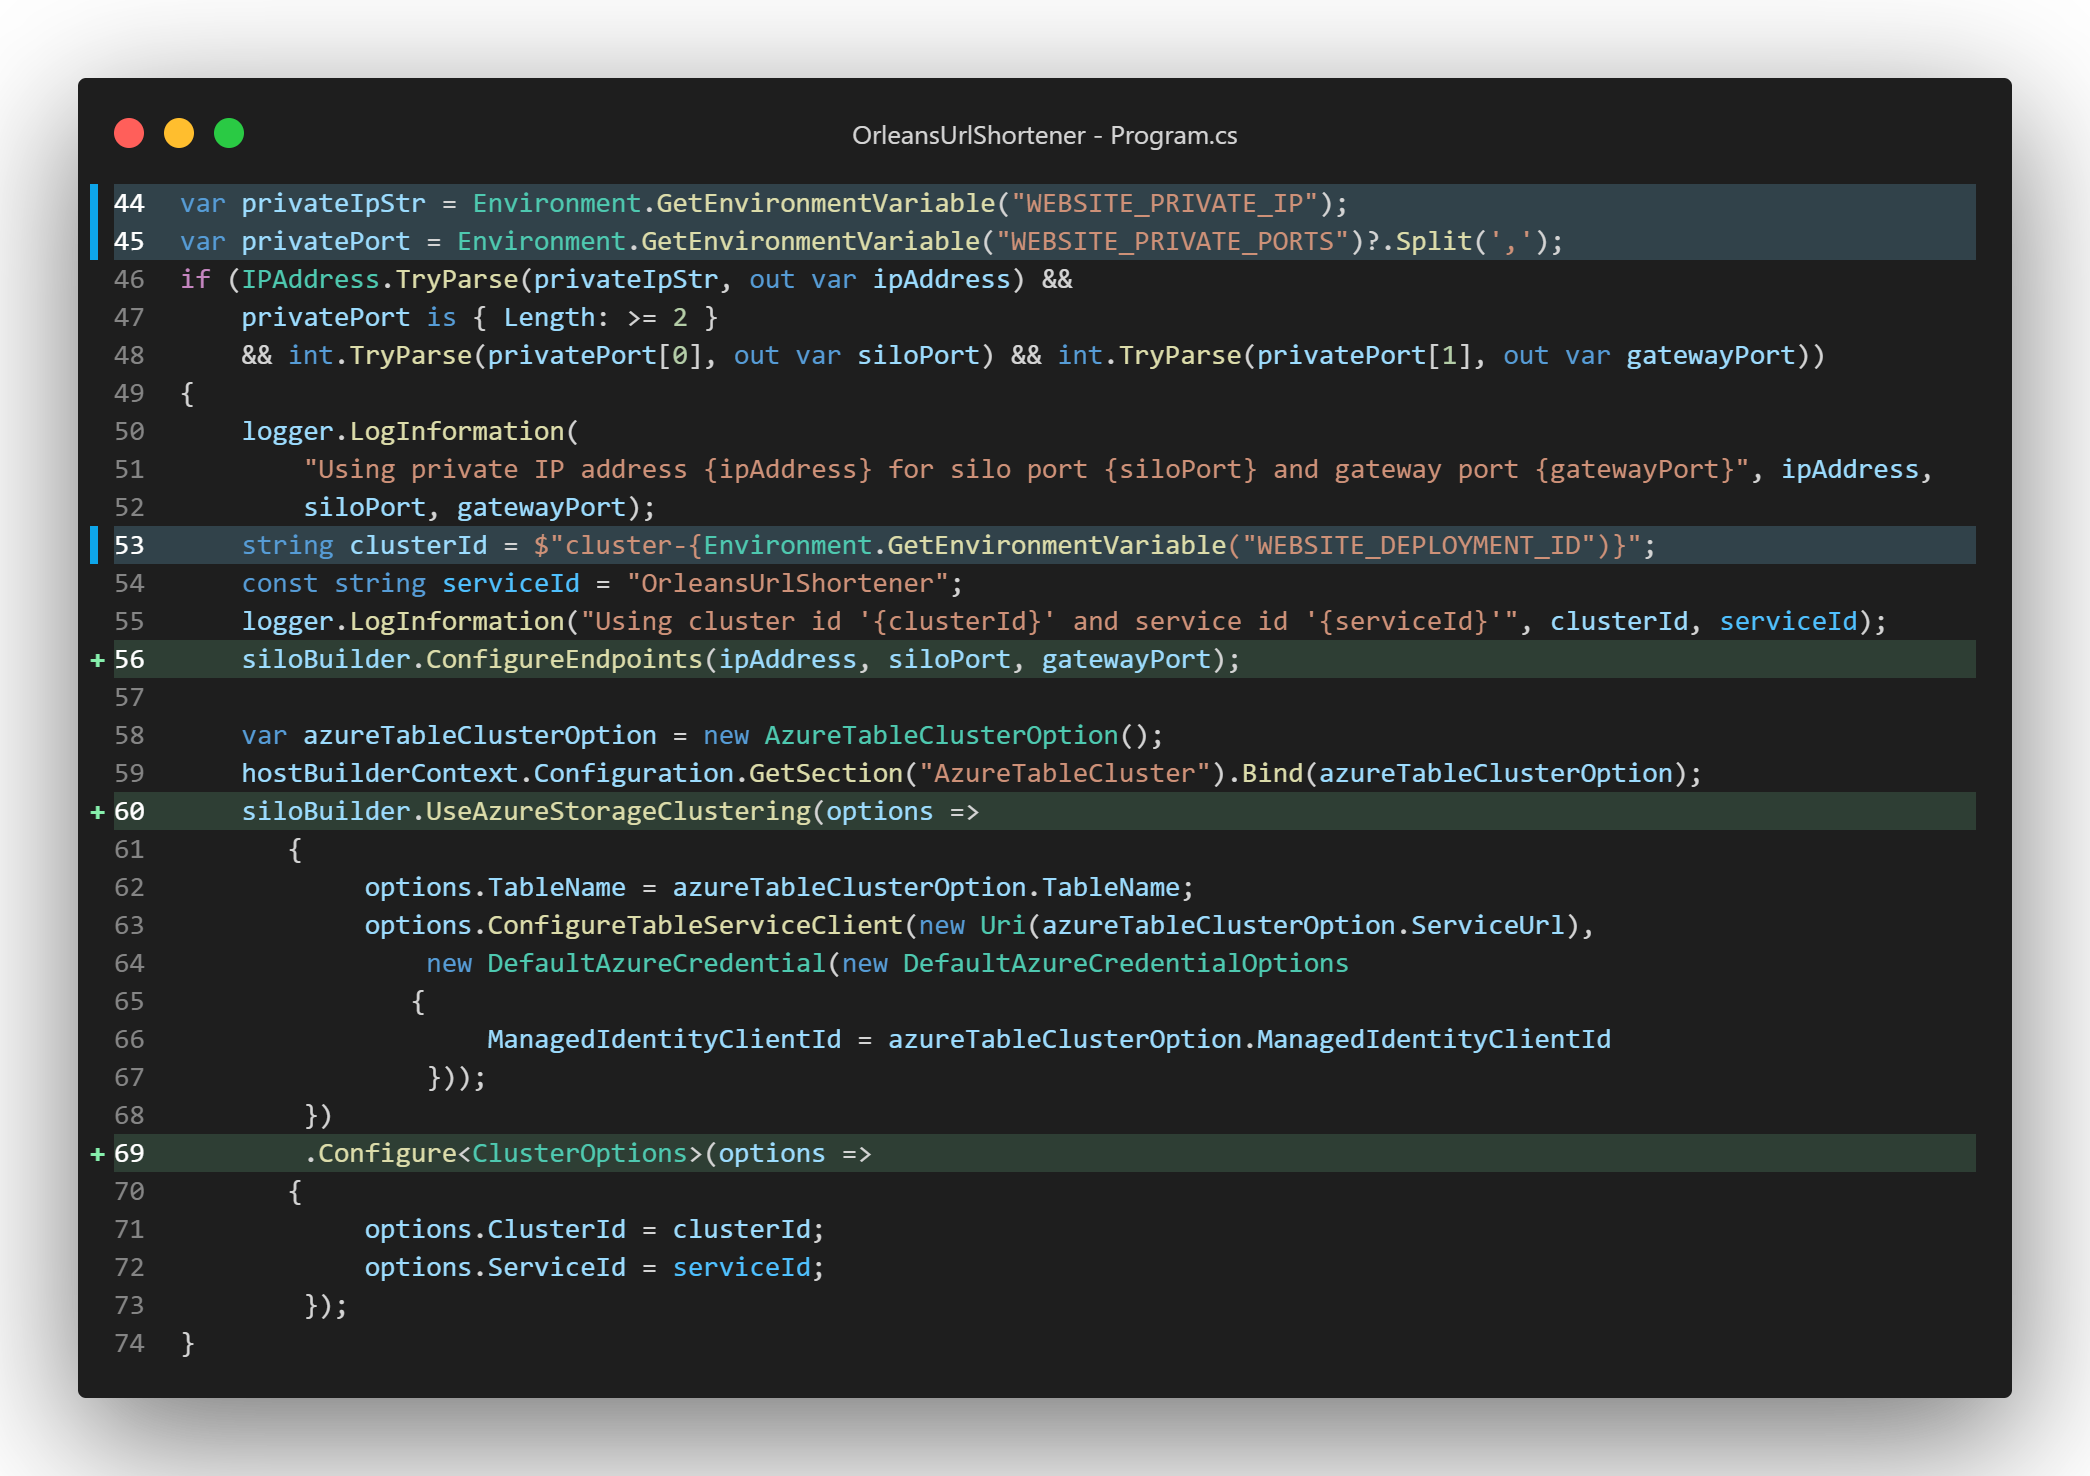 OrleansUrlShortener - Program.cs
44 var privateIpStr = Environment.GetEnvironmentVariable("WEBSITE_PRIVATE_IP");
45 var privatePort = Environment.GetEnvironmentVariable("WEBSITE_PRIVATE_PORTS")?.Split(',');
46 if (IPAddress.TryParse(privateIpStr, out var ipAddress) &&
47     privatePort is { Length: >= 2 }
48     && int.TryParse(privatePort[0], out var siloPort) && int.TryParse(privatePort[1], out var gatewayPort))
49 {
50     logger.LogInformation(
51         "Using private IP address {ipAddress} for silo port {siloPort} and gateway port {gatewayPort}", ipAddress,
52         siloPort, gatewayPort);
53     string clusterId = $"cluster-{Environment.GetEnvironmentVariable("WEBSITE_DEPLOYMENT_ID")}";
54     const string serviceId = "OrleansUrlShortener";
55     logger.LogInformation("Using cluster id '{clusterId}' and service id '{serviceId}'", clusterId, serviceId);
+ 56     siloBuilder.ConfigureEndpoints(ipAddress, siloPort, gatewayPort);
57
58     var azureTableClusterOption = new AzureTableClusterOption();
59     hostBuilderContext.Configuration.GetSection("AzureTableCluster").Bind(azureTableClusterOption);
+ 60     siloBuilder.UseAzureStorageClustering(options =>
61        {
62             options.TableName = azureTableClusterOption.TableName;
63             options.ConfigureTableServiceClient(new Uri(azureTableClusterOption.ServiceUrl),
64                 new DefaultAzureCredential(new DefaultAzureCredentialOptions
65                {
66                     ManagedIdentityClientId = azureTableClusterOption.ManagedIdentityClientId
67                 }));
68         })
+ 69         .Configure<ClusterOptions>(options =>
70        {
71             options.ClusterId = clusterId;
72             options.ServiceId = serviceId;
73         });
74 }